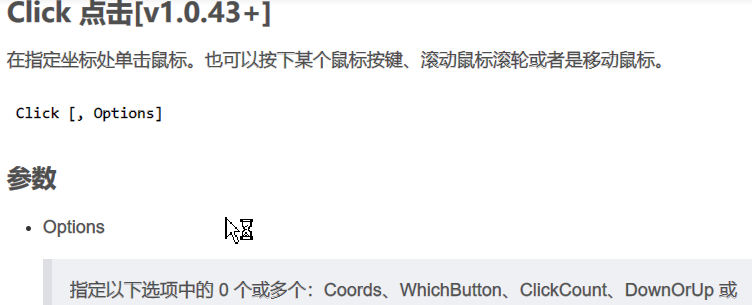 Click 点击[v1.0.43+]
在指定坐标处单击鼠标。也可以按下某个鼠标按键、滚动鼠标滚轮或者是移动鼠标。
Click [, Options]
参数
• Options
指定以下选项中的 0 个或多个：Coords、WhichButton、ClickCount、DownOrUp 或